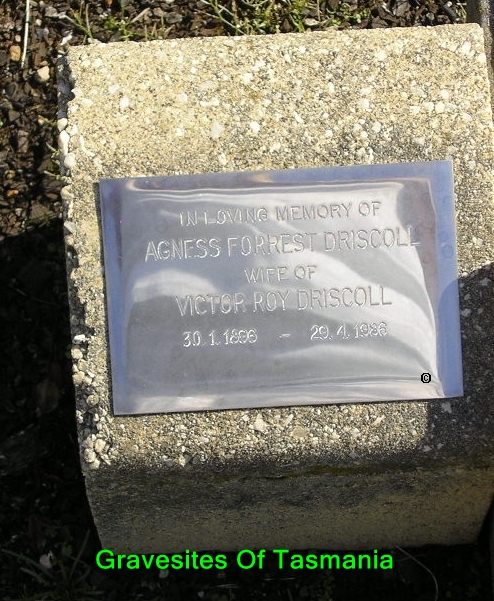 IN LOVING MEMORY OF
AGNESS FORREST DRISCOLL
WIFE OF
VICTOR ROY DRISCOLL
30.1.1896 – 29.4.1986
©
Gravesites Of Tasmania